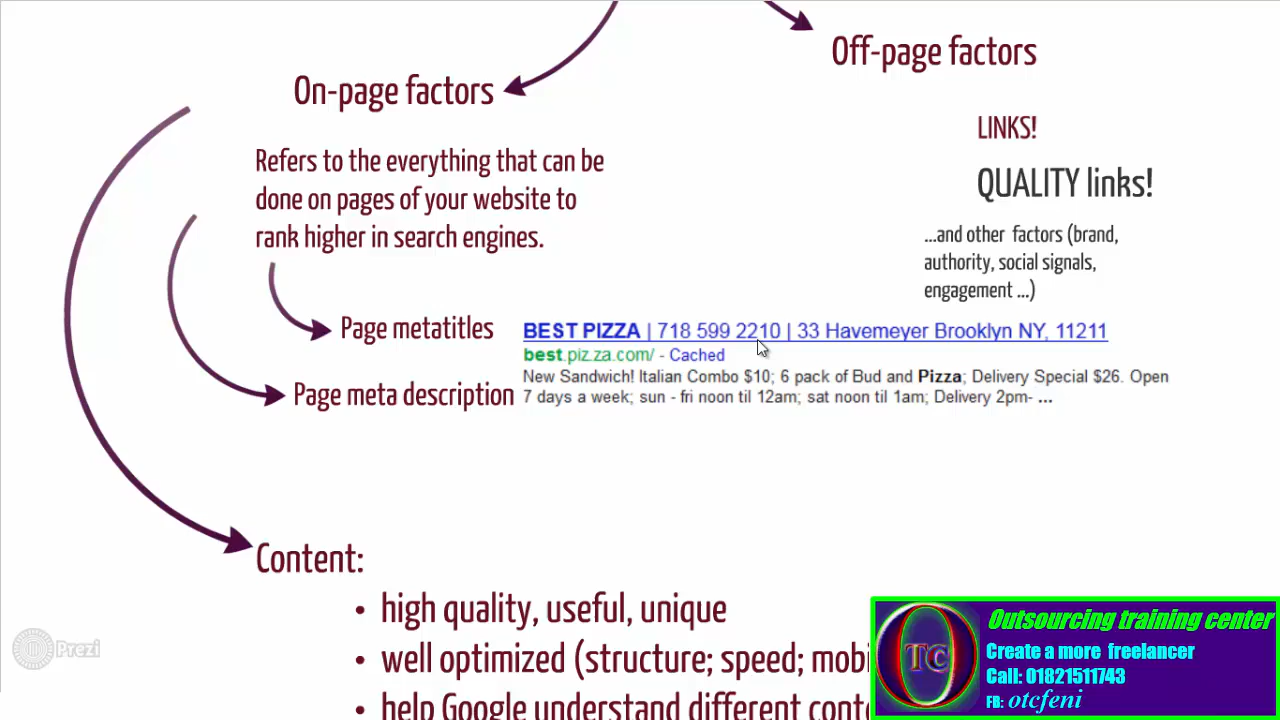 Off-page factors
On-page factors
LINKS!
Refers to the everything that can be
done on pages of your website to
rank higher in search engines.
QUALITY links!
...and other factors (brand,
authority, social signals,
engagement ...)
Page metatitles
BEST PIZZA | 718 599 2210 | 33 Havemeyer Brooklyn NY, 11211
best.piz.za.com/ - Cached
Page meta description
New Sandwich! Italian Combo $10; 6 pack of Bud and Pizza; Delivery Special $26. Open
7 days a week; sun - fri noon til 12am; sat noon til 1am; Delivery 2pm- ...
Content:
• high quality, useful, unique
• well optimized (structure; speed; mobi
• help Google understand different conte
Prezi
TC
Outsourcing training center
Create a more freelancer
Call: 01821511743
FB: otcfeni